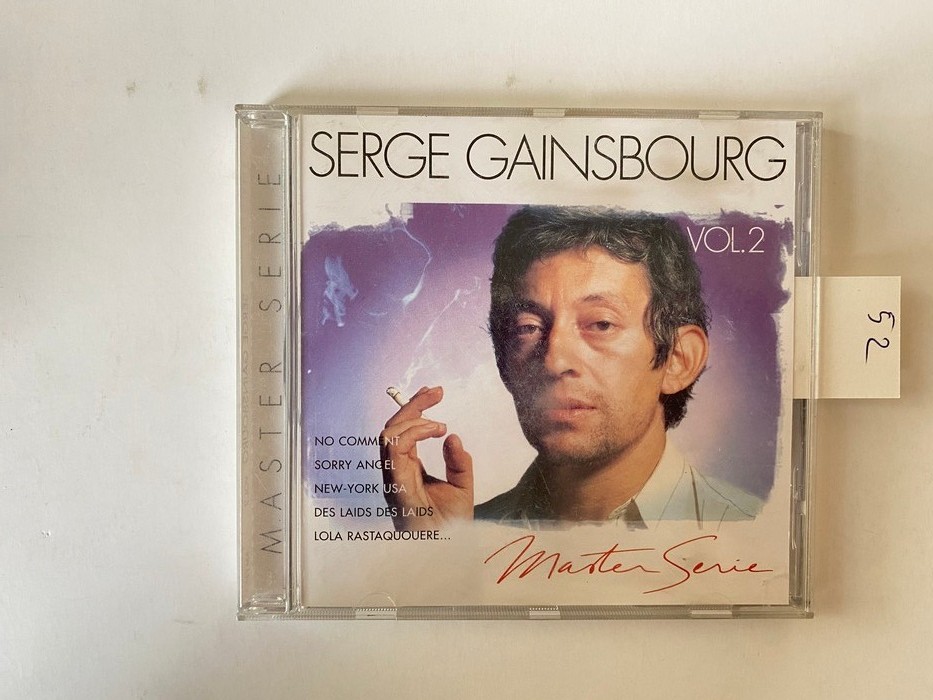 SERGE GAINSBOURG
VOL.2
NO COMMENT
SORRY ANGEL
NEW-YORK USA
DES LAIDS DES LAIDS
LOLA RASTAQUOUERE...
Master Serie
MASTER SERIE
52